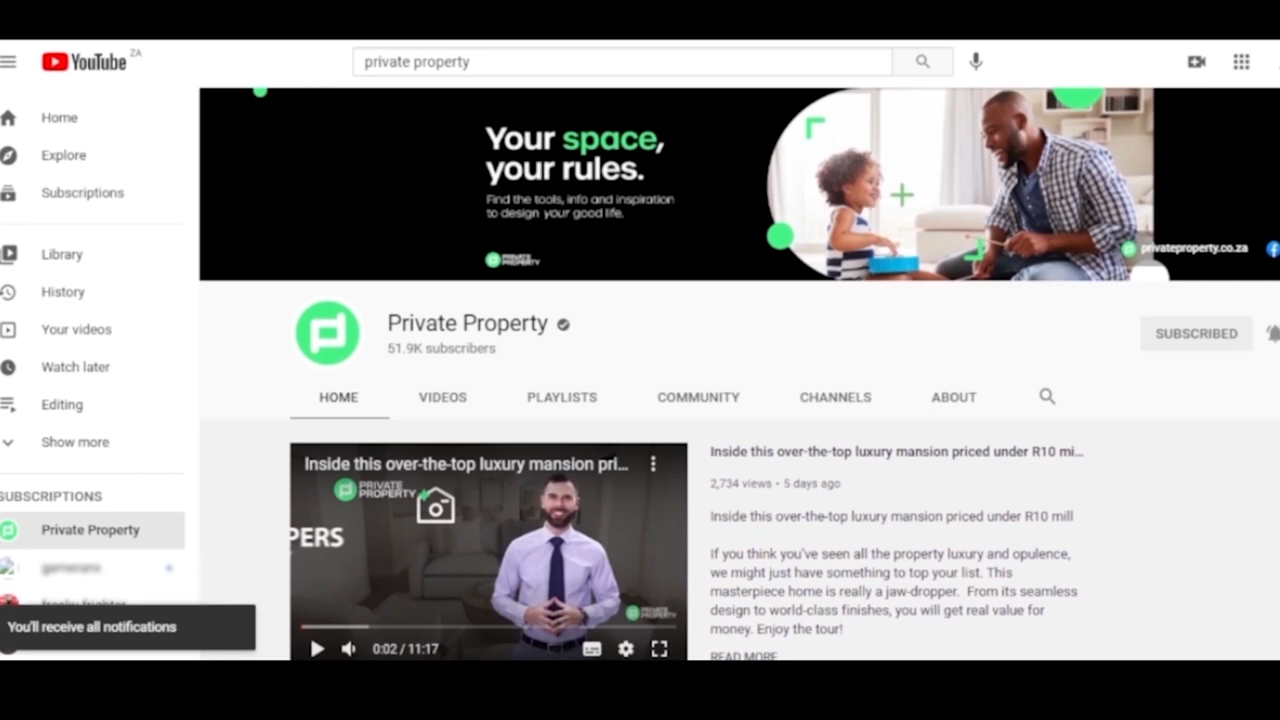 YouTube ZA
private property
Home
Explore
Subscriptions
Library
History
Your videos
Watch later
Editing
Show more
SUBSCRIPTIONS
Private Property
You'll receive all notifications
Your space,
your rules.
Find the tools, info and inspiration
to design your good life.
PRIVATE
PROPERTY
privateproperty.co.za
Private Property
51.9K subscribers
SUBSCRIBED
HOME VIDEOS PLAYLISTS COMMUNITY CHANNELS ABOUT
Inside this over-the-top luxury mansion pri...
PRIVATE
PROPERTY
PERS
PRIVATE
PROPERTY
0:02 / 11:17
Inside this over-the-top luxury mansion priced under R10 mi...
2,734 views • 5 days ago
Inside this over-the-top luxury mansion priced under R10 mill
If you think you've seen all the property luxury and opulence,
we might just have something to top your list. This
masterpiece home is really a jaw-dropper. From its seamless
design to world-class finishes, you will get real value for
money. Enjoy the tour!
READ MORE